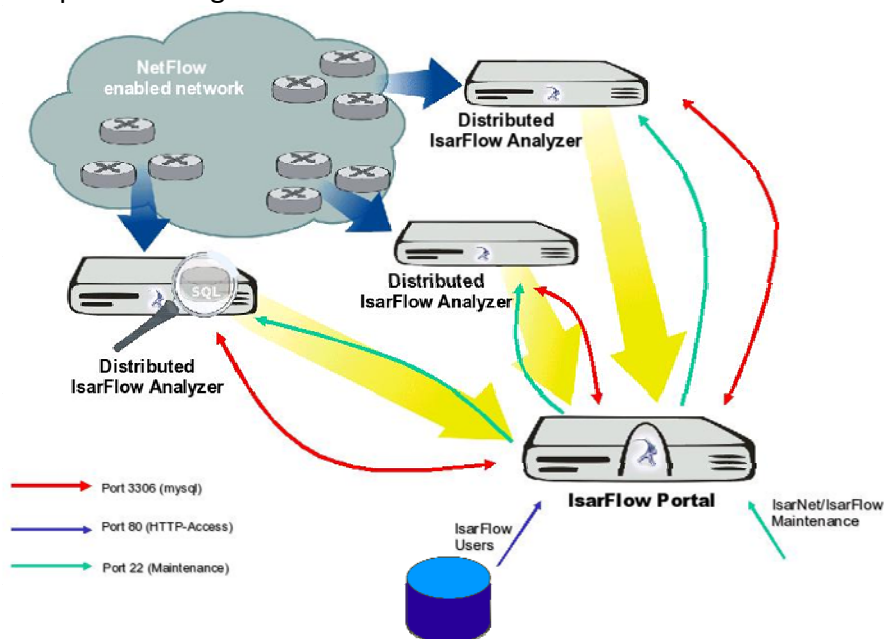 NetFlow
enabled network
Distributed
IsarFlow Analyzer
Distributed
IsarFlow Analyzer
SQL
Distributed
IsarFlow Analyzer
IsarFlow Portal
Port 3306 (mysql)
Port 80 (HTTP-Access)
Port 22 (Maintenance)
IsarFlow
Users
IsarNet/IsarFlow
Maintenance